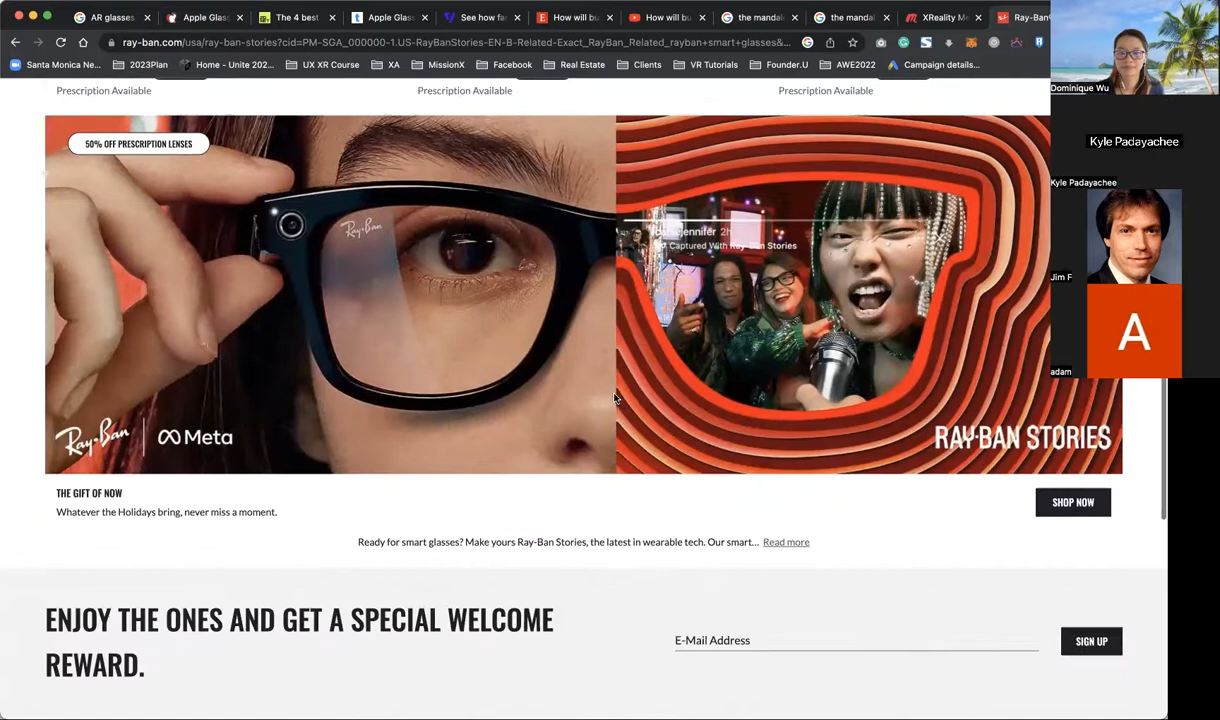 AR glasses
Apple Glas
The 4 best
Apple Glass
See how fa
How will bu
How will bu
the mandal
the mandal
XReality Me
Ray-Ban
ray-ban.com/usa/ray-ban-stories?cid=PM-SGA_000000-1.US-RayBanStories-EN-B-Related-Exact_RayBan_Related_rayban+smart+glasses&...
Santa Monica Ne...
2023Plan
Home - Unite 202...
UX XR Course
XA
MissionX
Facebook
Real Estate
Clients
VR Tutorials
Founder.U
AWE2022
Campaign details...
Prescription Available
Prescription Available
Prescription Available
50% OFF PRESCRIPTION LENSES
Ray-Ban
jennifer 2h
Captured With Ray-Ban Stories
Ray-Ban | Meta
RAY-BAN STORIES
THE GIFT OF NOW
Whatever the Holidays bring, never miss a moment.
SHOP NOW
Ready for smart glasses? Make yours Ray-Ban Stories, the latest in wearable tech. Our smart... Read more
ENJOY THE ONES AND GET A SPECIAL WELCOME
REWARD.
E-Mail Address
SIGN UP
Dominique Wu
Kyle Padayachee
Kyle Padayachee
Jim F
A
adam